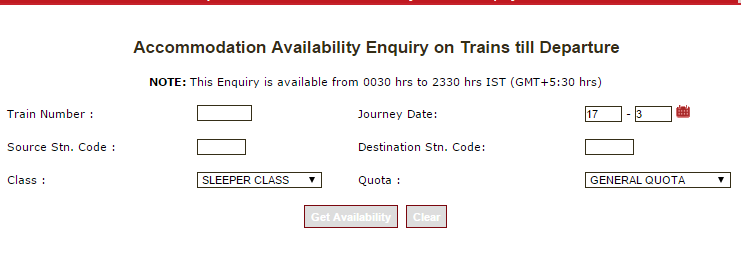 Accommodation Availability Enquiry on Trains till Departure
NOTE: This Enquiry is available from 0030 hrs to 2330 hrs IST (GMT+5:30 hrs)
Train Number : Journey Date: 17 - 3
Source Stn. Code : Destination Stn. Code:
Class : SLEEPER CLASS Quota : GENERAL QUOTA
Get Availability Clear